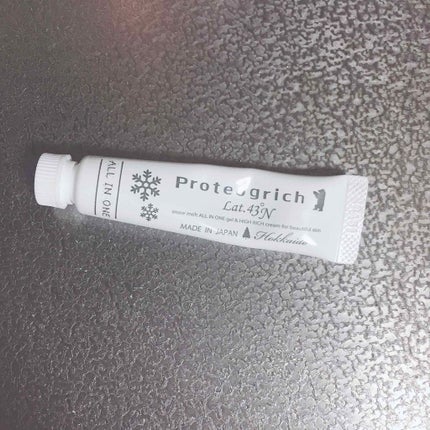 ALL IN ONE
Proteogrich
Lat. 43°N
snow melt ALL IN ONE gel & HIGH RICH cream for beautiful skin
MADE IN JAPAN Hokkaido